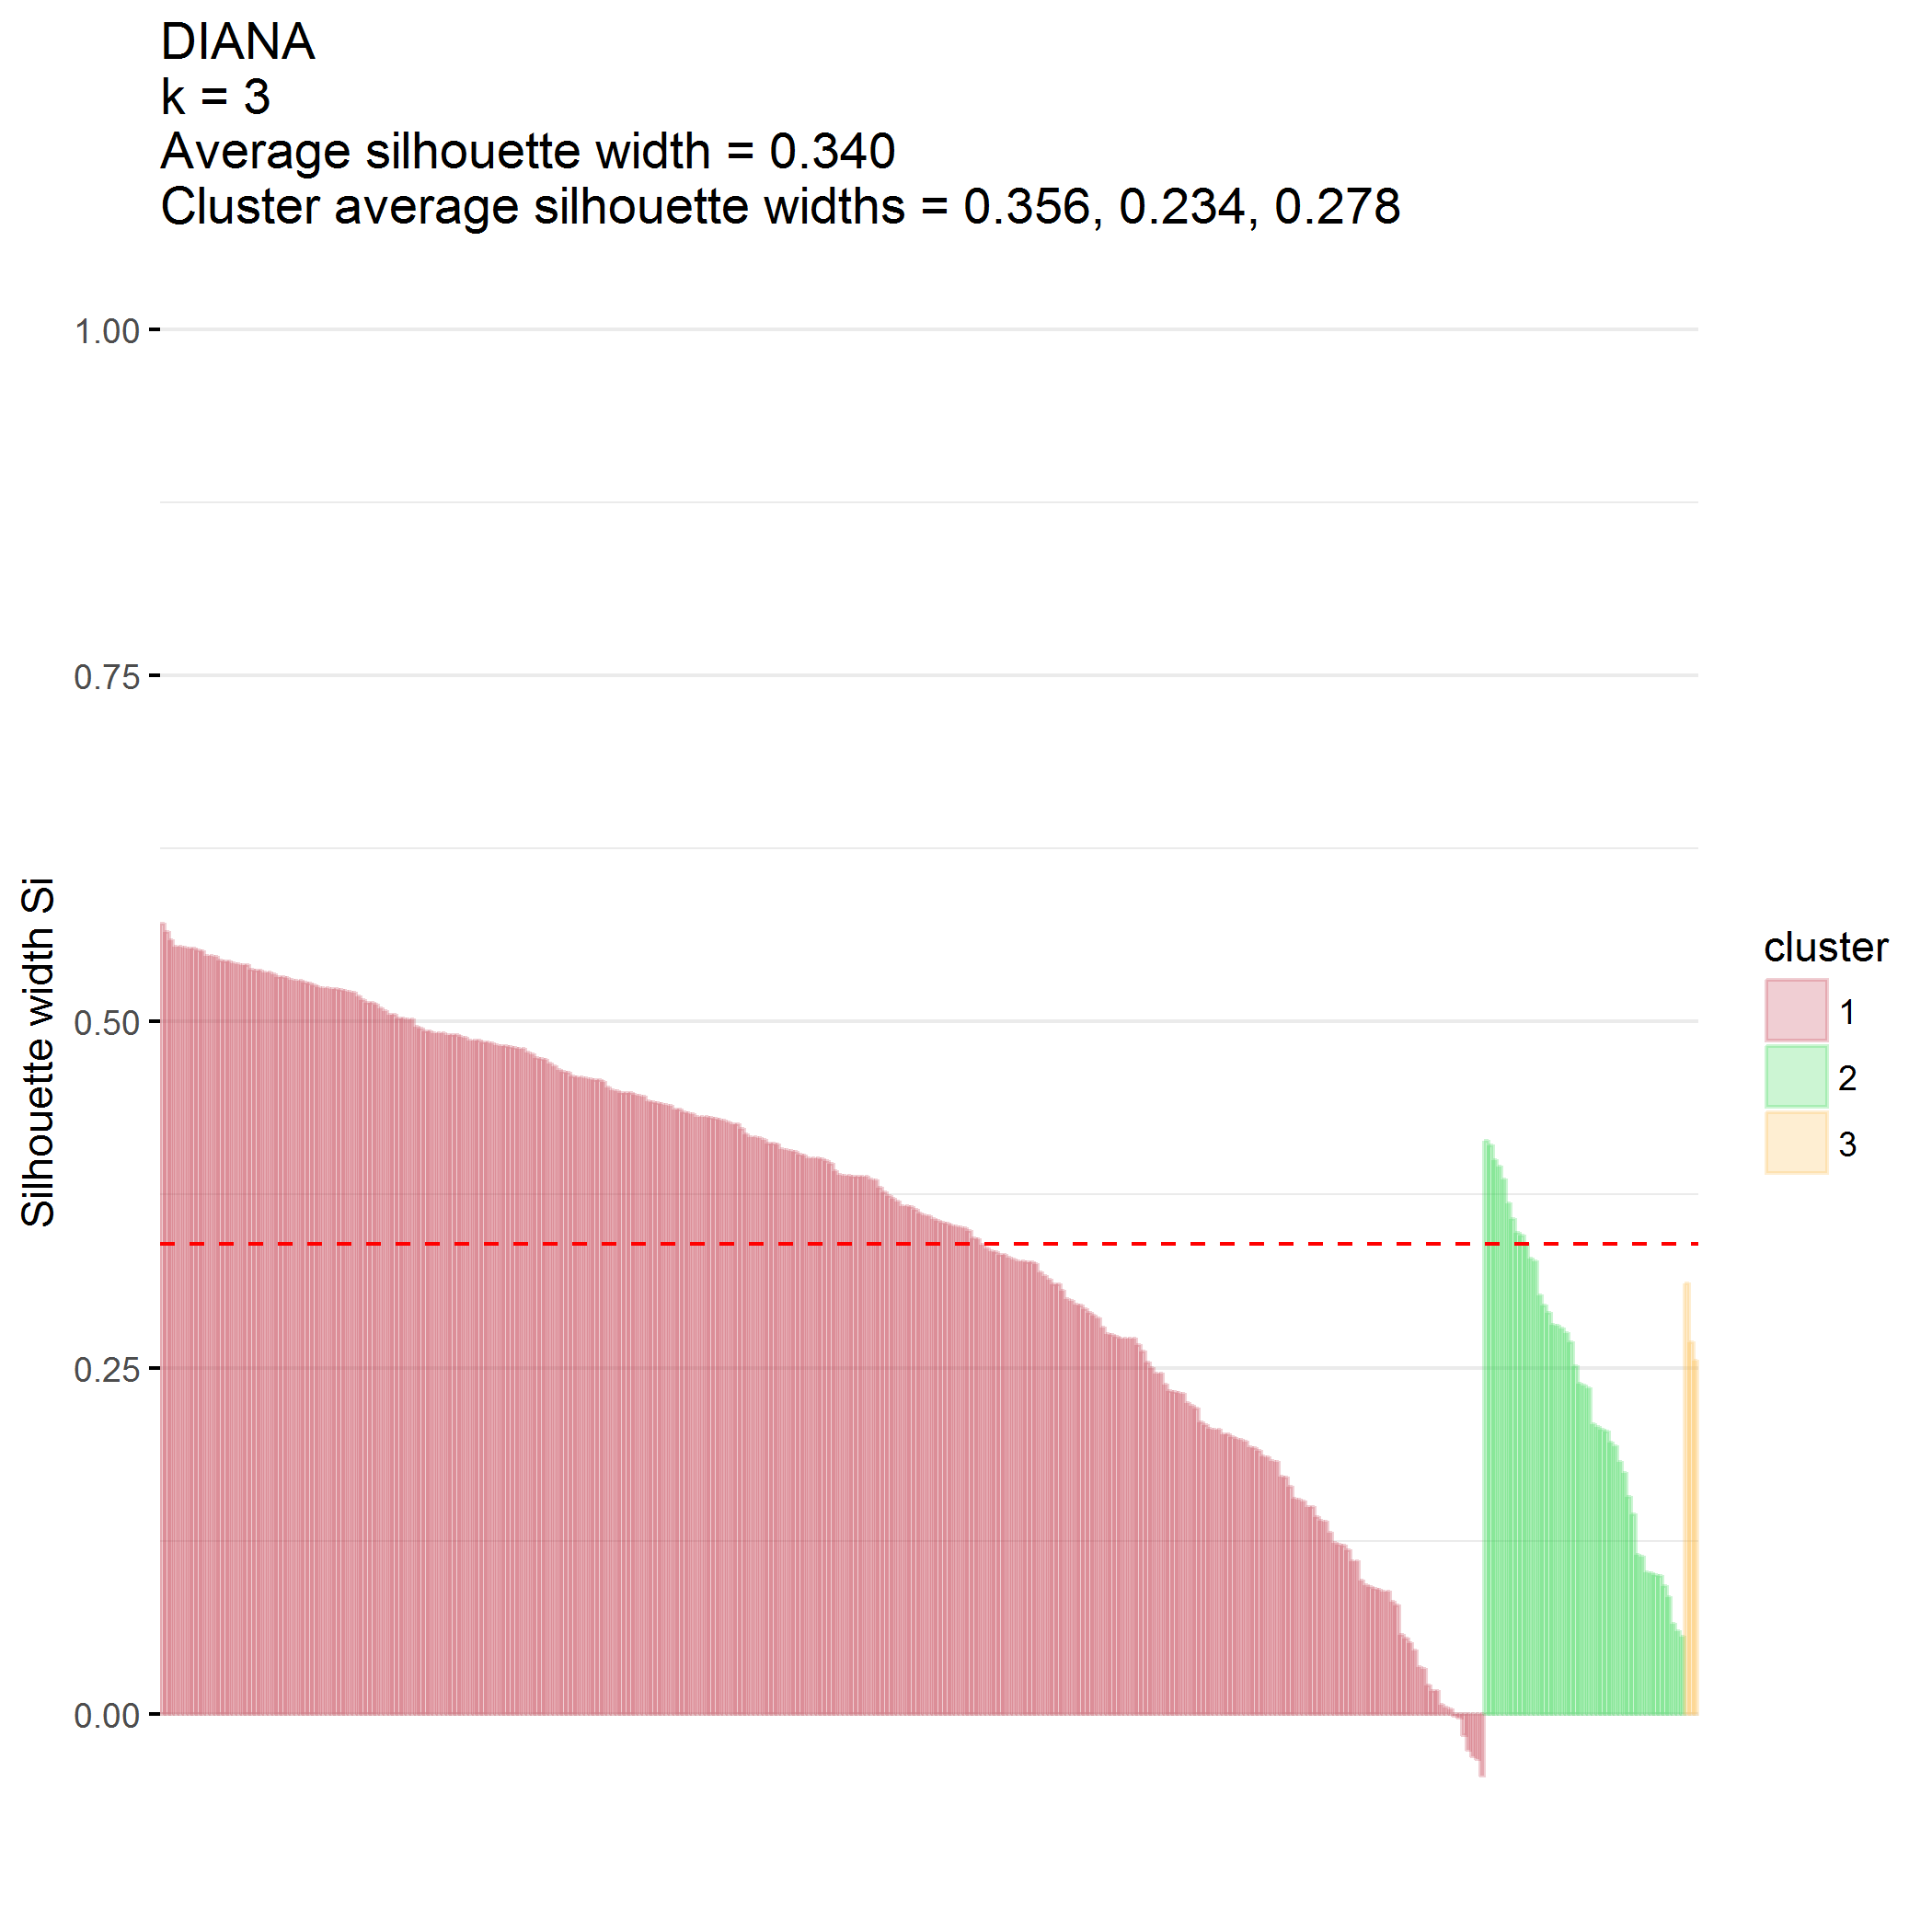 DIANA
k = 3
Average silhouette width = 0.340
Cluster average silhouette widths = 0.356, 0.234, 0.278
1.00
0.75
0.50
0.25
0.00
Silhouette width Si
cluster
1
2
3